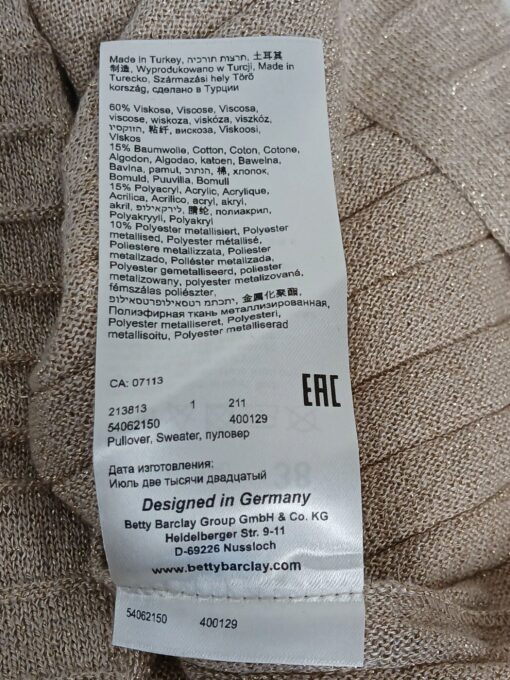 Made in Turkey, תוצרת תורכיה, 土耳其
制造, Wyprodukowano w Turcji, Made in
Turecko, Származási hely Törö
kország, сделано в Турции
60% Viskose, Viscose, Viscosa,
viscose, wiskoza, viskóza, viszkóz,
粘纤, вискоза, Viskoosi,
Viskos
15% Baumwolle, Cotton, Coton, Cotone,
Algodon, Algodao, katoen, Bawelna,
Bavlna, pamut, 棉, хлопок,
Bomuld, Puuvilla, Bomull
15% Polyacryl, Acrylic, Acrylique,
Acrilica, Acrilico, acryl, akryl,
akril, 腈纶, полиакрил,
Polyakryyli, Polyakryl
10% Polyester metallisiert, Polyester
metallised, Polyester métallisé,
Poliestere metallizzata, Poliester
metalizado, Poliéster metalizada,
Polyester gemetalliseerd, poliester
metalizowany, polyester metalizovaná,
fémszálas poliészter,
金属化聚酯,
Полиэфирная ткань металлизированная,
Polyester metalliseret, Polyesteri,
metallisoitu, Polyester metalliserad
CA: 07113
EAC
213813 1 211
54062150 400129
Pullover, Sweater, пуловер
38
Дата изготовления:
Июль две тысячи двадцатый
Designed in Germany
Betty Barclay Group GmbH & Co. KG
Heidelberger Str. 9-11
D-69226 Nussloch
www.bettybarclay.com
54062150 400129